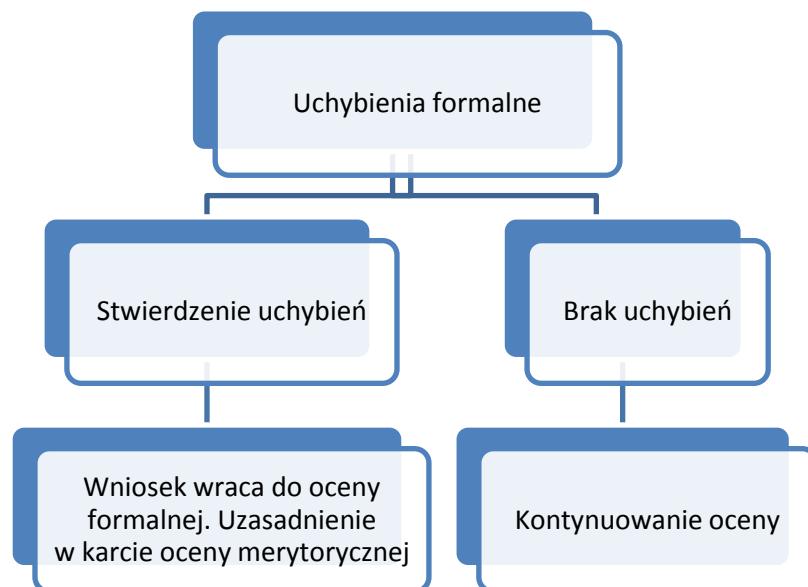 Uchybienia formalne
Stwierdzenie uchybień
Brak uchybień
Wniosek wraca do oceny
formalnej. Uzasadnienie
w karcie oceny merytorycznej
Kontynuowanie oceny